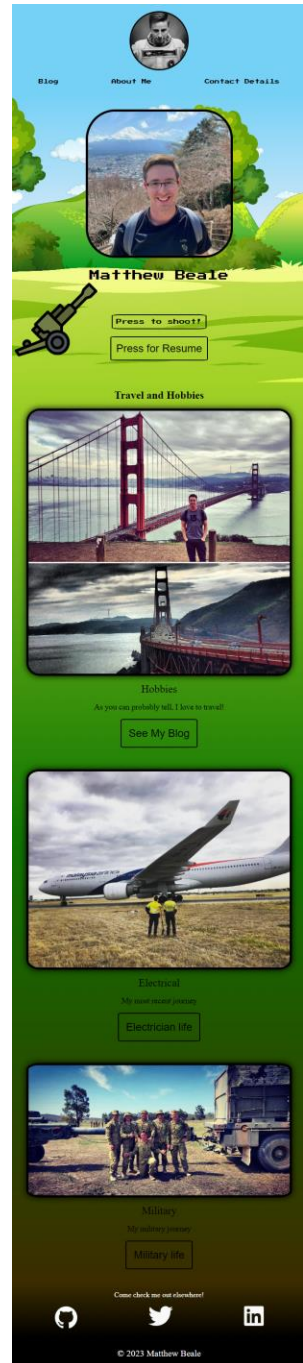 Blog About Me Contact Details
Matthew Beale
Press to shoot!
Press for Resume
Travel and Hobbies
Hobbies
As you can probably tell, I love to travel!
See My Blog
Electrical
My most recent journey
Electrician life
Military
My military journey
Military life
Come check me out elsewhere!
© 2023 Matthew Beale